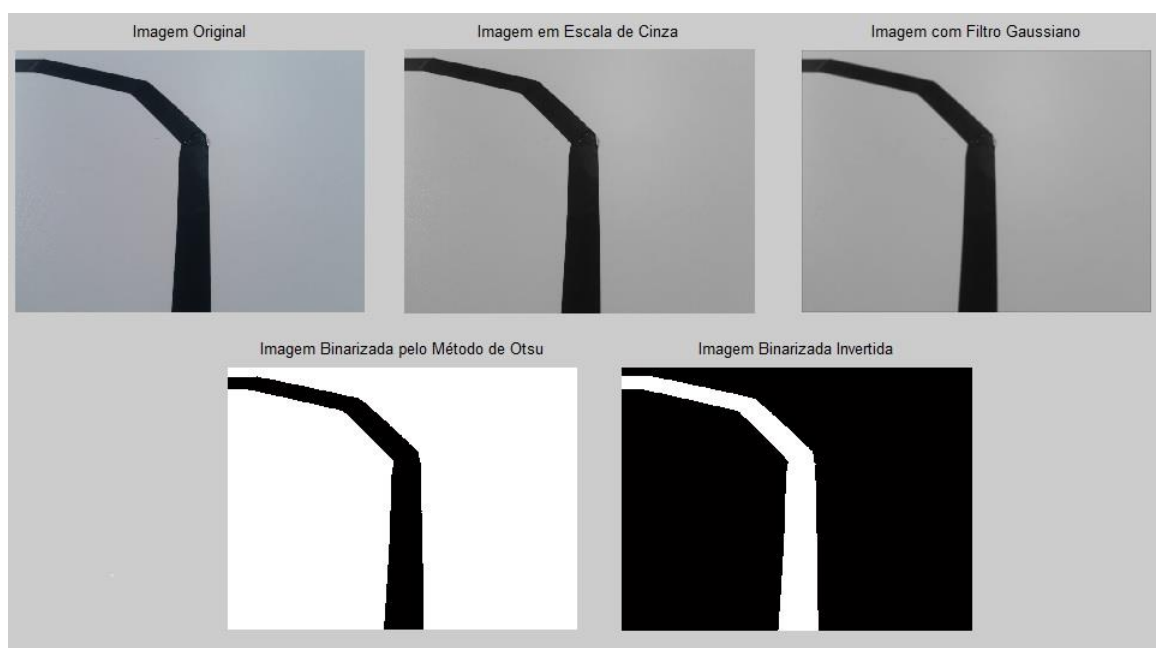 Imagem Original
Imagem em Escala de Cinza
Imagem com Filtro Gaussiano
Imagem Binarizada pelo Método de Otsu
Imagem Binarizada Invertida